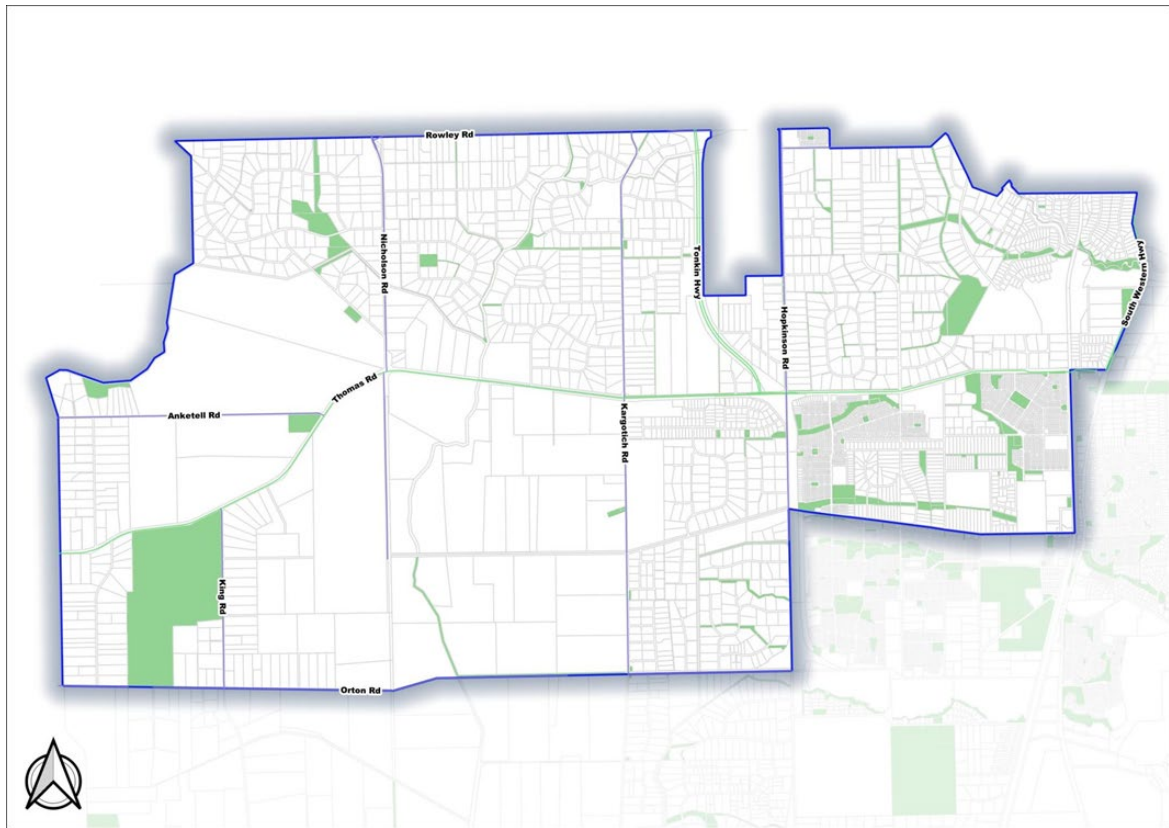 Rowley Rd
Nicholson Rd
Tonkin Hwy
South Western Hwy
Hopkinson Rd
Thomas Rd
Anketell Rd
Kargotich Rd
King Rd
Orton Rd